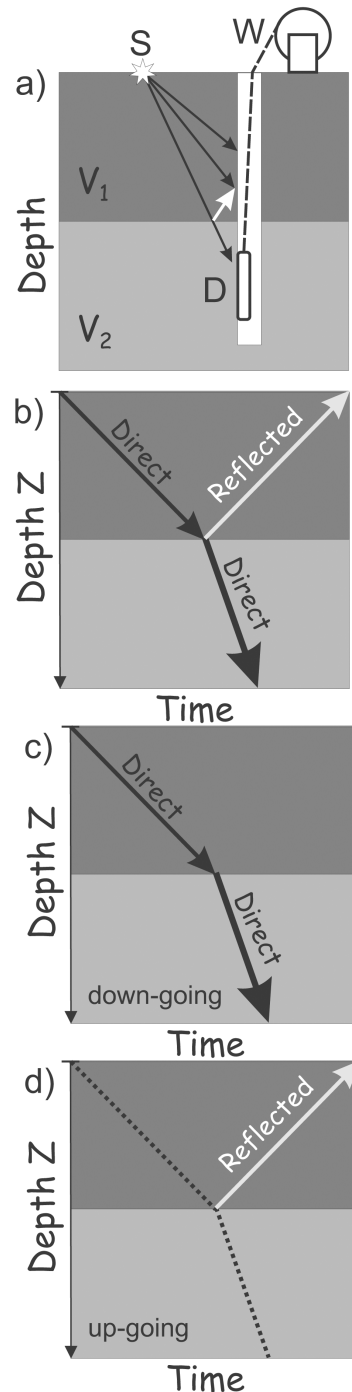 S
W
a)
V1
Depth
D
V2
b)
Direct
Reflected
Depth Z
Direct
Time
c)
Direct
Depth Z
Direct
down-going
Time
d)
Reflected
Depth Z
up-going
Time